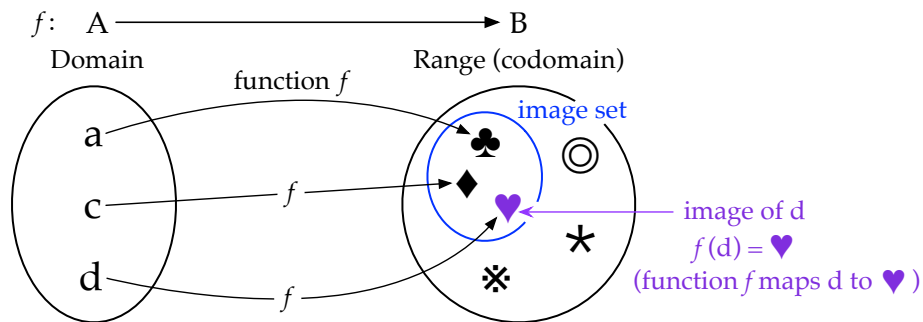 f: A B
Domain Range (codomain)
function f
image set
a ♣ ◎
c f ♦
♥ image of d
f (d) = ♥
*
d f ※ (function f maps d to ♥ )